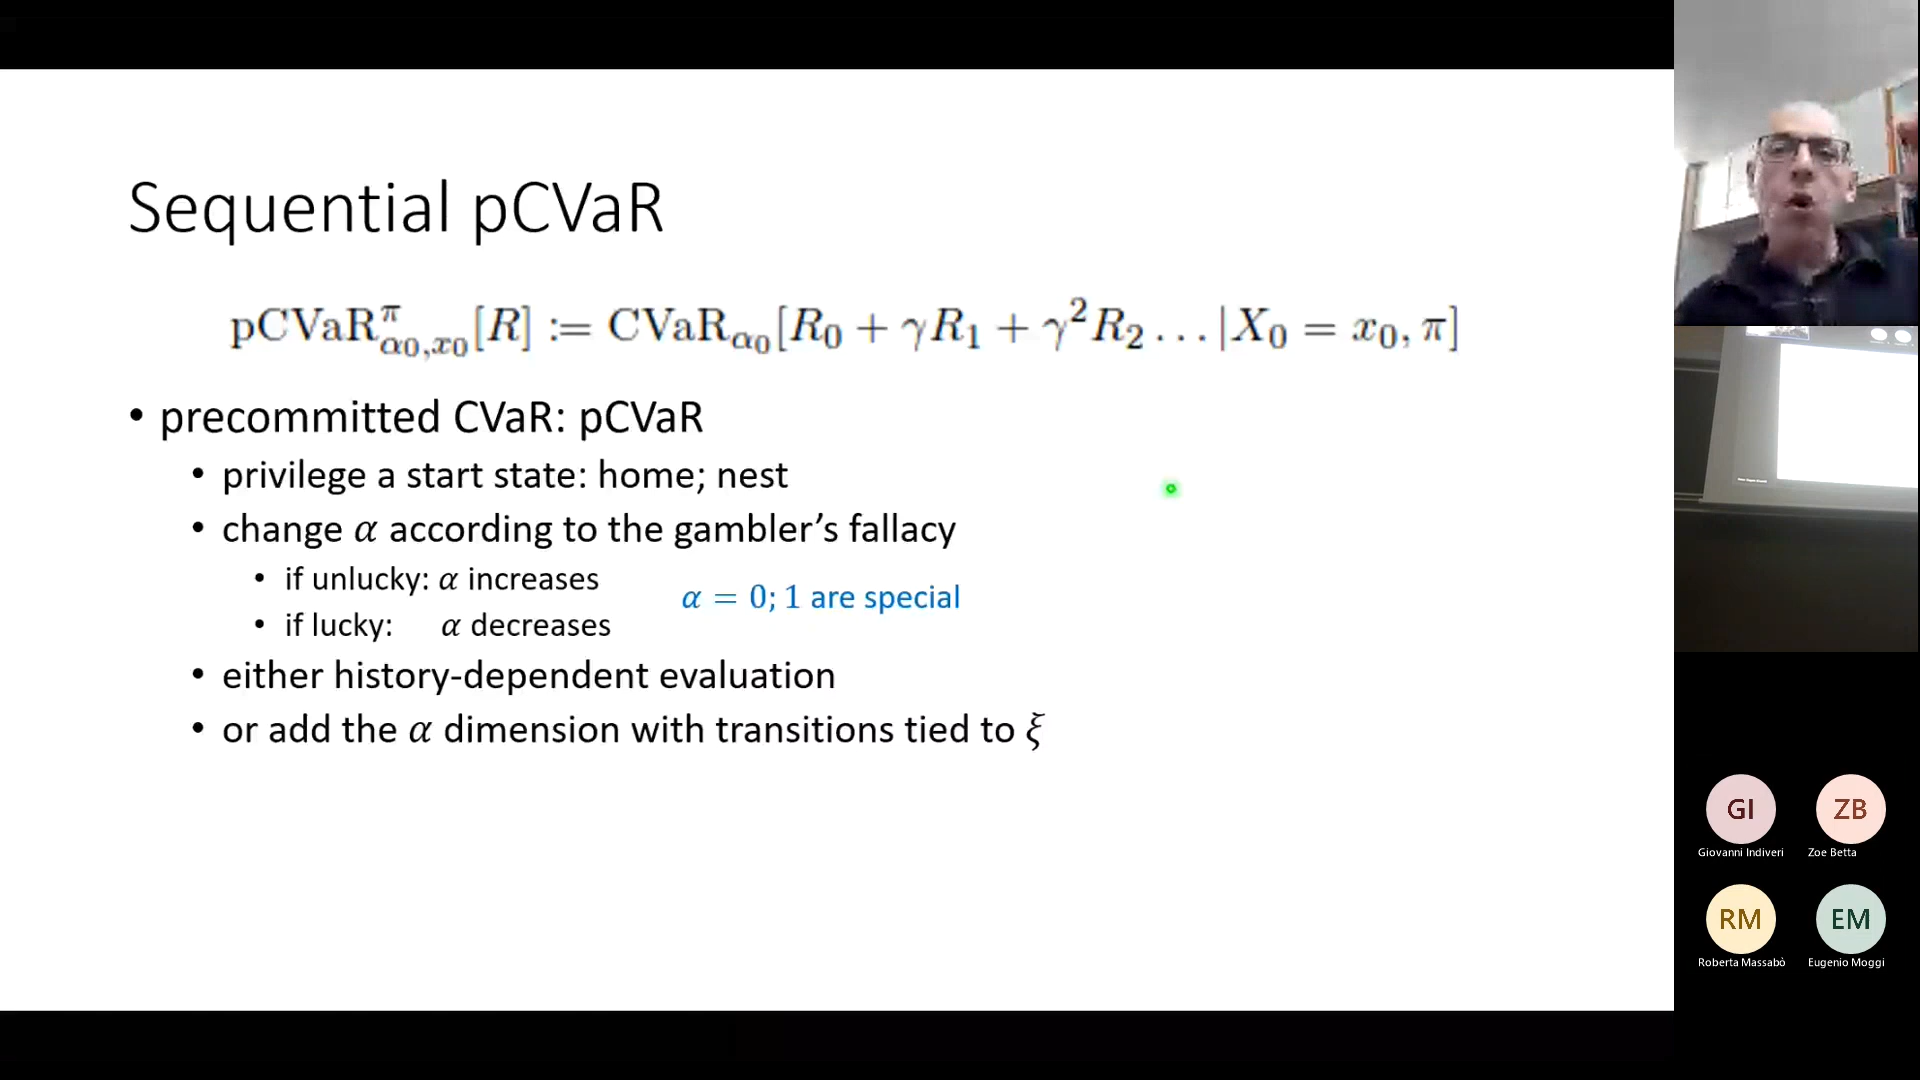 Sequential pCVaR
pCVaR^π_{α0,x0}[R] := CVaR_{α0}[R_0 + γR_1 + γ^2R_2 . . . |X_0 = x_0, π]
• precommitted CVaR: pCVaR
• privilege a start state: home; nest
• change α according to the gambler’s fallacy
• if unlucky: α increases
α = 0; 1 are special
• if lucky: α decreases
• either history-dependent evaluation
• or add the α dimension with transitions tied to ξ
GI
ZB
Giovanni Indiveri
Zoe Betta
RM
EM
Roberta Massabò
Eugenio Moggi